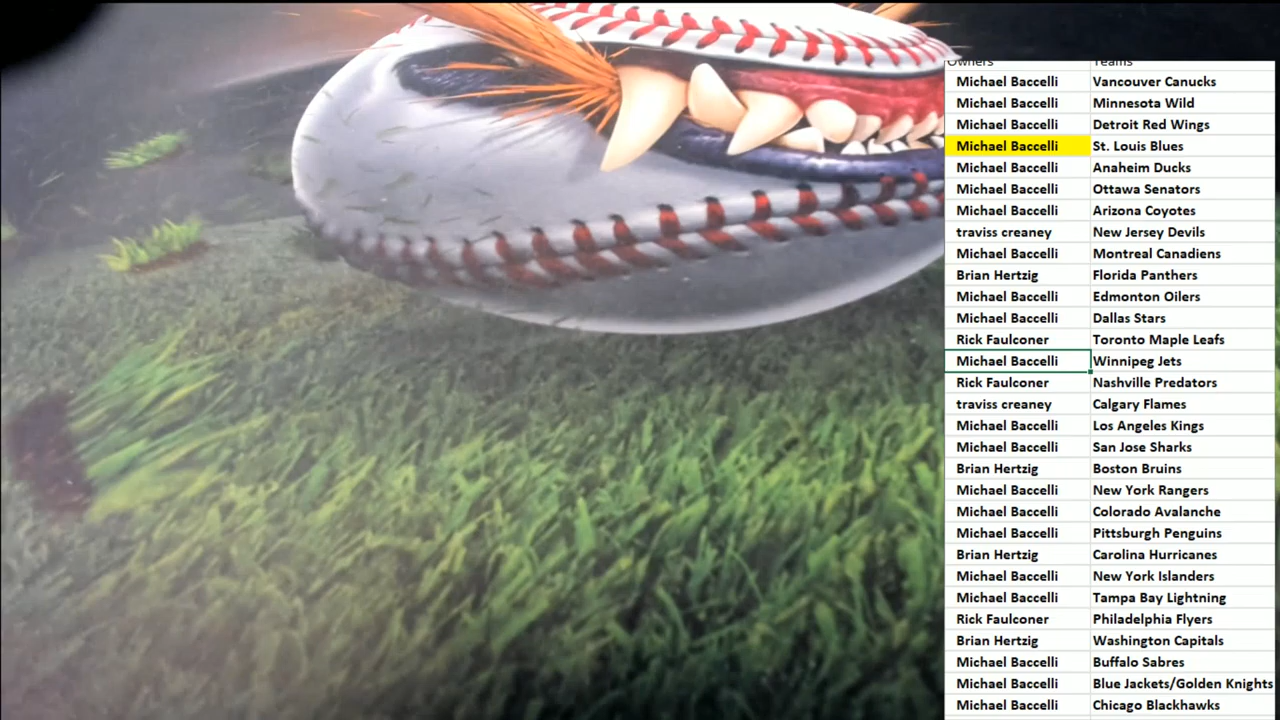 Owners Teams
Michael Baccelli Vancouver Canucks
Michael Baccelli Minnesota Wild
Michael Baccelli Detroit Red Wings
Michael Baccelli St. Louis Blues
Michael Baccelli Anaheim Ducks
Michael Baccelli Ottawa Senators
Michael Baccelli Arizona Coyotes
traviss creaney New Jersey Devils
Michael Baccelli Montreal Canadiens
Brian Hertzig Florida Panthers
Michael Baccelli Edmonton Oilers
Michael Baccelli Dallas Stars
Rick Faulconer Toronto Maple Leafs
Michael Baccelli Winnipeg Jets
Rick Faulconer Nashville Predators
traviss creaney Calgary Flames
Michael Baccelli Los Angeles Kings
Michael Baccelli San Jose Sharks
Brian Hertzig Boston Bruins
Michael Baccelli New York Rangers
Michael Baccelli Colorado Avalanche
Michael Baccelli Pittsburgh Penguins
Brian Hertzig Carolina Hurricanes
Michael Baccelli New York Islanders
Michael Baccelli Tampa Bay Lightning
Rick Faulconer Philadelphia Flyers
Brian Hertzig Washington Capitals
Michael Baccelli Buffalo Sabres
Michael Baccelli Blue Jackets/Golden Knights
Michael Baccelli Chicago Blackhawks